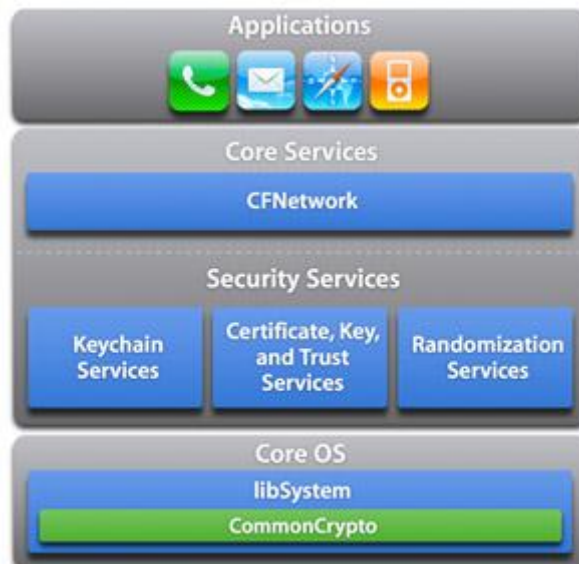 Applications
Core Services
CFNetwork
Security Services
Keychain
Services
Certificate, Key,
and Trust
Services
Randomization
Services
Core OS
libSystem
CommonCrypto